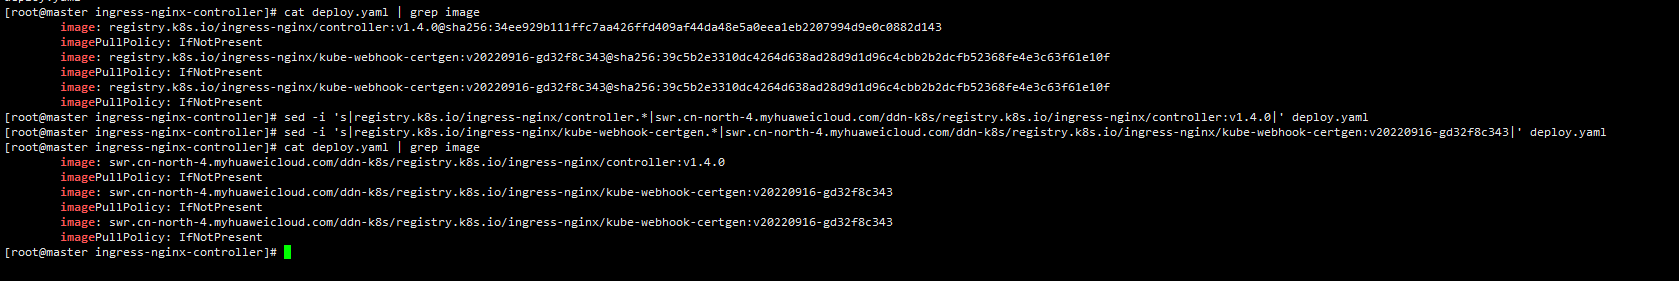 deploy.yaml
[root@master ingress-nginx-controller]# cat deploy.yaml | grep image
image: registry.k8s.io/ingress-nginx/controller:v1.4.0@sha256:34ee929b111ffc7aa426ffd409af44da48e5a0eea1eb2207994d9e0c0882d143
imagePullPolicy: IfNotPresent
image: registry.k8s.io/ingress-nginx/kube-webhook-certgen:v20220916-gd32f8c343@sha256:39c5b2e3310dc4264d638ad28d9d1d96c4cbb2b2dcfb52368fe4e3c63f61e10f
imagePullPolicy: IfNotPresent
image: registry.k8s.io/ingress-nginx/kube-webhook-certgen:v20220916-gd32f8c343@sha256:39c5b2e3310dc4264d638ad28d9d1d96c4cbb2b2dcfb52368fe4e3c63f61e10f
imagePullPolicy: IfNotPresent
[root@master ingress-nginx-controller]# sed -i 's|registry.k8s.io/ingress-nginx/controller.*|swr.cn-north-4.myhuaweicloud.com/ddn-k8s/registry.k8s.io/ingress-nginx/controller:v1.4.0|' deploy.yaml
[root@master ingress-nginx-controller]# sed -i 's|registry.k8s.io/ingress-nginx/kube-webhook-certgen.*|swr.cn-north-4.myhuaweicloud.com/ddn-k8s/registry.k8s.io/ingress-nginx/kube-webhook-certgen:v20220916-gd32f8c343|' deploy.yaml
[root@master ingress-nginx-controller]# cat deploy.yaml | grep image
image: swr.cn-north-4.myhuaweicloud.com/ddn-k8s/registry.k8s.io/ingress-nginx/controller:v1.4.0
imagePullPolicy: IfNotPresent
image: swr.cn-north-4.myhuaweicloud.com/ddn-k8s/registry.k8s.io/ingress-nginx/kube-webhook-certgen:v20220916-gd32f8c343
imagePullPolicy: IfNotPresent
image: swr.cn-north-4.myhuaweicloud.com/ddn-k8s/registry.k8s.io/ingress-nginx/kube-webhook-certgen:v20220916-gd32f8c343
imagePullPolicy: IfNotPresent
[root@master ingress-nginx-controller]#